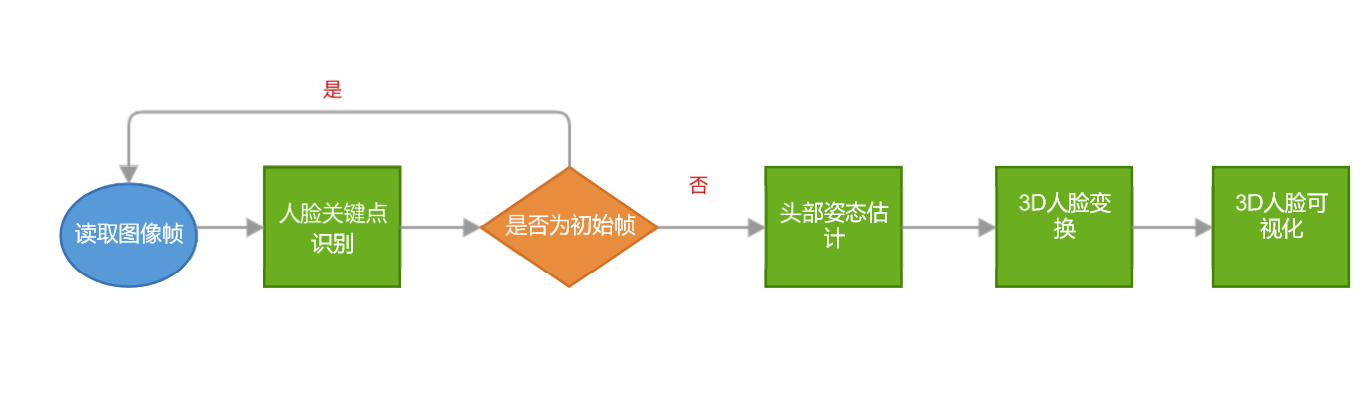 是
读取图像帧
人脸关键点
识别
是否为初始帧
否
头部姿态估
计
3D人脸变
换
3D人脸可
视化